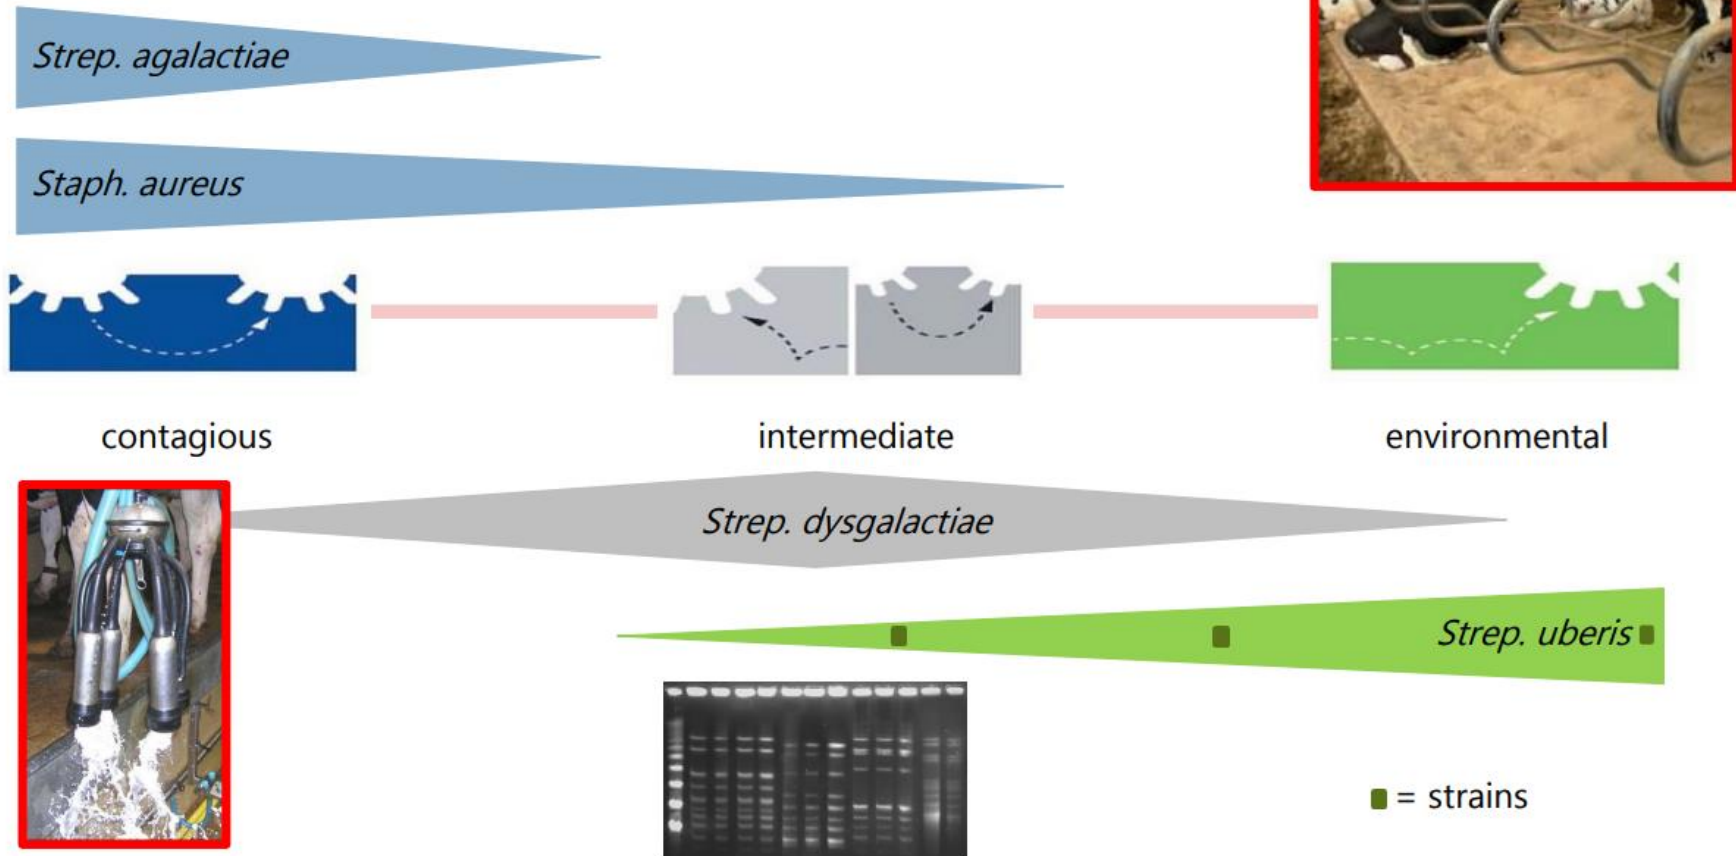 Strep. agalactiae
Staph. aureus
contagious
intermediate
environmental
Strep. dysgalactiae
Strep. uberis
= strains